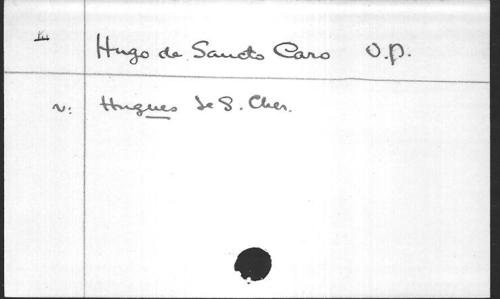 Hugo de Sancto Caro O.P.
v: Hugues de S. Cher.